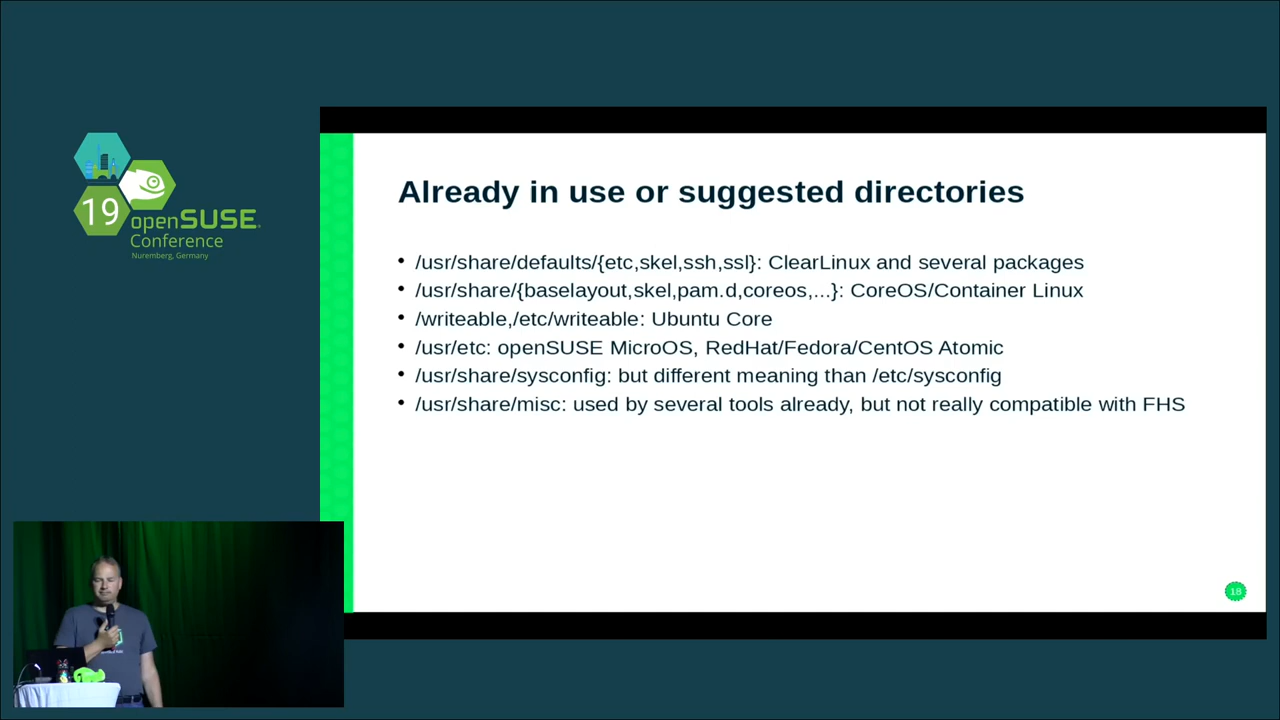 19
openSUSE
Conference
Nuremberg, Germany
Already in use or suggested directories
• /usr/share/defaults/{etc,skel,ssh,ssl}: ClearLinux and several packages
• /usr/share/{baselayout,skel,pam.d,coreos,...}: CoreOS/Container Linux
• /writeable,/etc/writeable: Ubuntu Core
• /usr/etc: openSUSE MicroOS, RedHat/Fedora/CentOS Atomic
• /usr/share/sysconfig: but different meaning than /etc/sysconfig
• /usr/share/misc: used by several tools already, but not really compatible with FHS
18